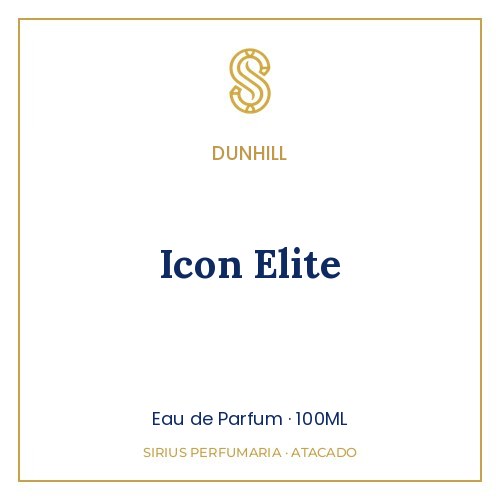 DUNHILL
Icon Elite
Eau de Parfum · 100ML
SIRIUS PERFUMARIA · ATACADO